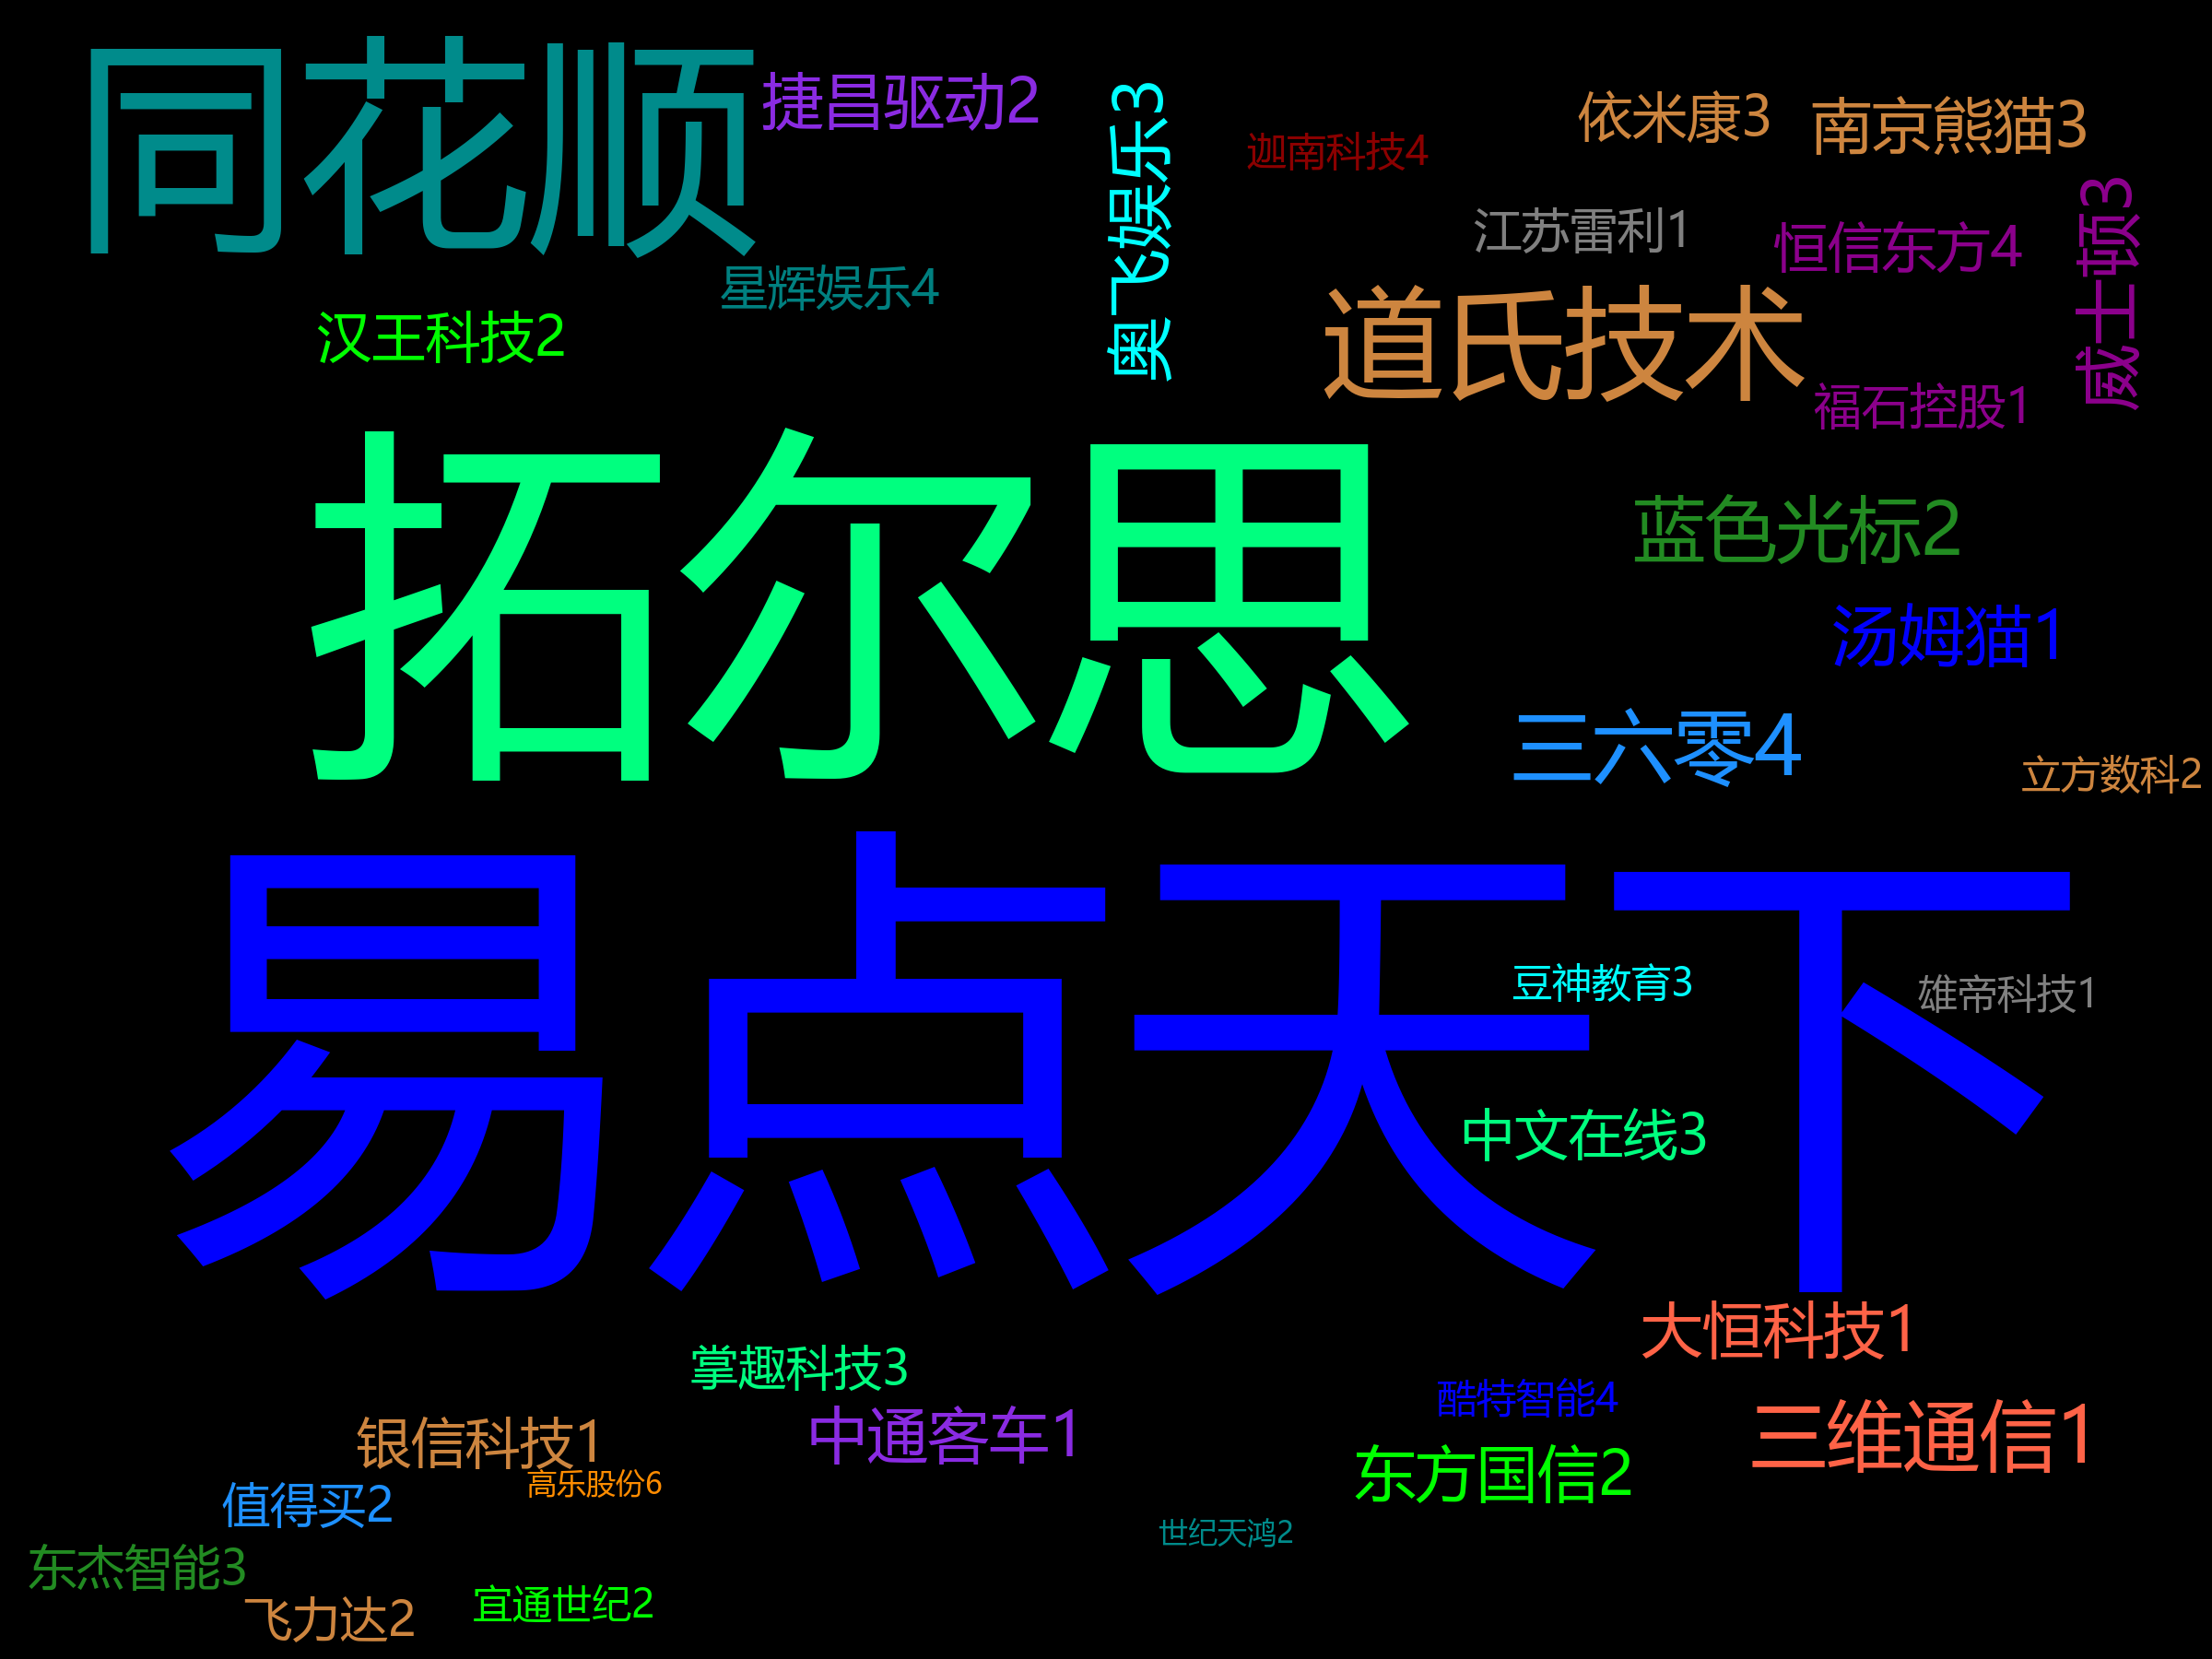 同花顺
捷昌驱动2
奥飞娱乐3
迦南科技4
依米康3
南京熊猫3
江苏雷利1
恒信东方4
威士顿3
星辉娱乐4
汉王科技2
道氏技术
福石控股1
拓尔思
蓝色光标2
汤姆猫1
三六零4
立方数科2
易点天下
豆神教育3
雄帝科技1
中文在线3
大恒科技1
掌趣科技3
酷特智能4
中通客车1
银信科技1
三维通信1
东方国信2
高乐股份6
值得买2
世纪天鸿2
东杰智能3
宜通世纪2
飞力达2